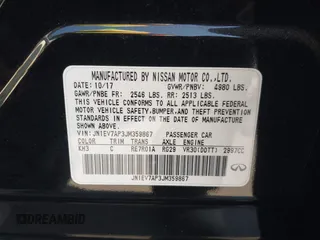 MANUFACTURED BY NISSAN MOTOR CO.,LTD.
DATE: 10/17 GVWR/PNBV: 4980 LBS.
GAWR/PNBE FR: 2546 LBS. RR: 2513 LBS.
THIS VEHICLE CONFORMS TO ALL APPLICABLE FEDERAL
MOTOR VEHICLE SAFETY,BUMPER,AND THEFT PREVENTION
STANDARDS IN EFFECT ON THE DATE OF MANUFACTURE
SHOWN ABOVE.
VIN: JN1EV7AP3JM359867 PASSENGER CAR
COLOR TRIM TRANS AXLE ENGINE
KH3 C RE7R01A RG29 VR30(DDTT) 2997CC
JN1EV7AP3JM359867